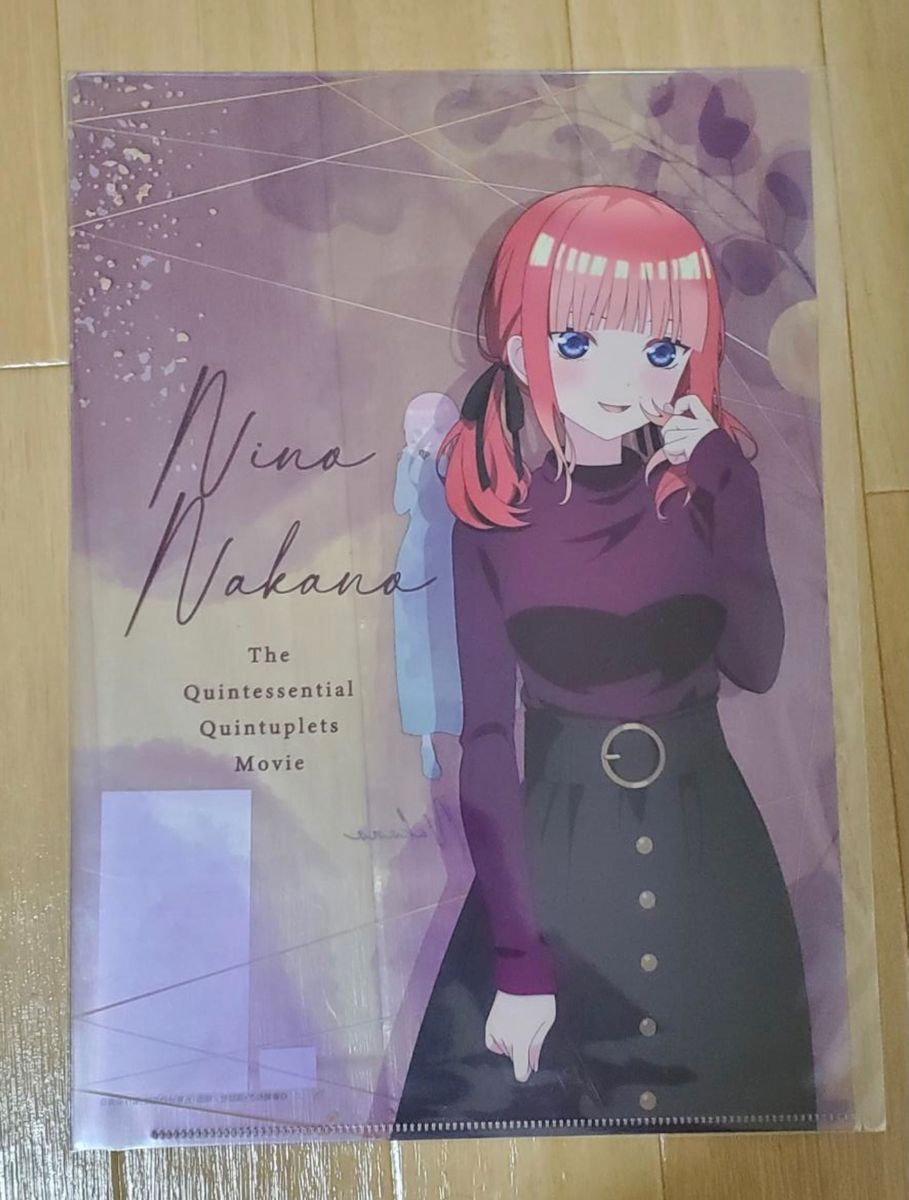 Nino
Nakano
The
Quintessential
Quintuplets
Movie